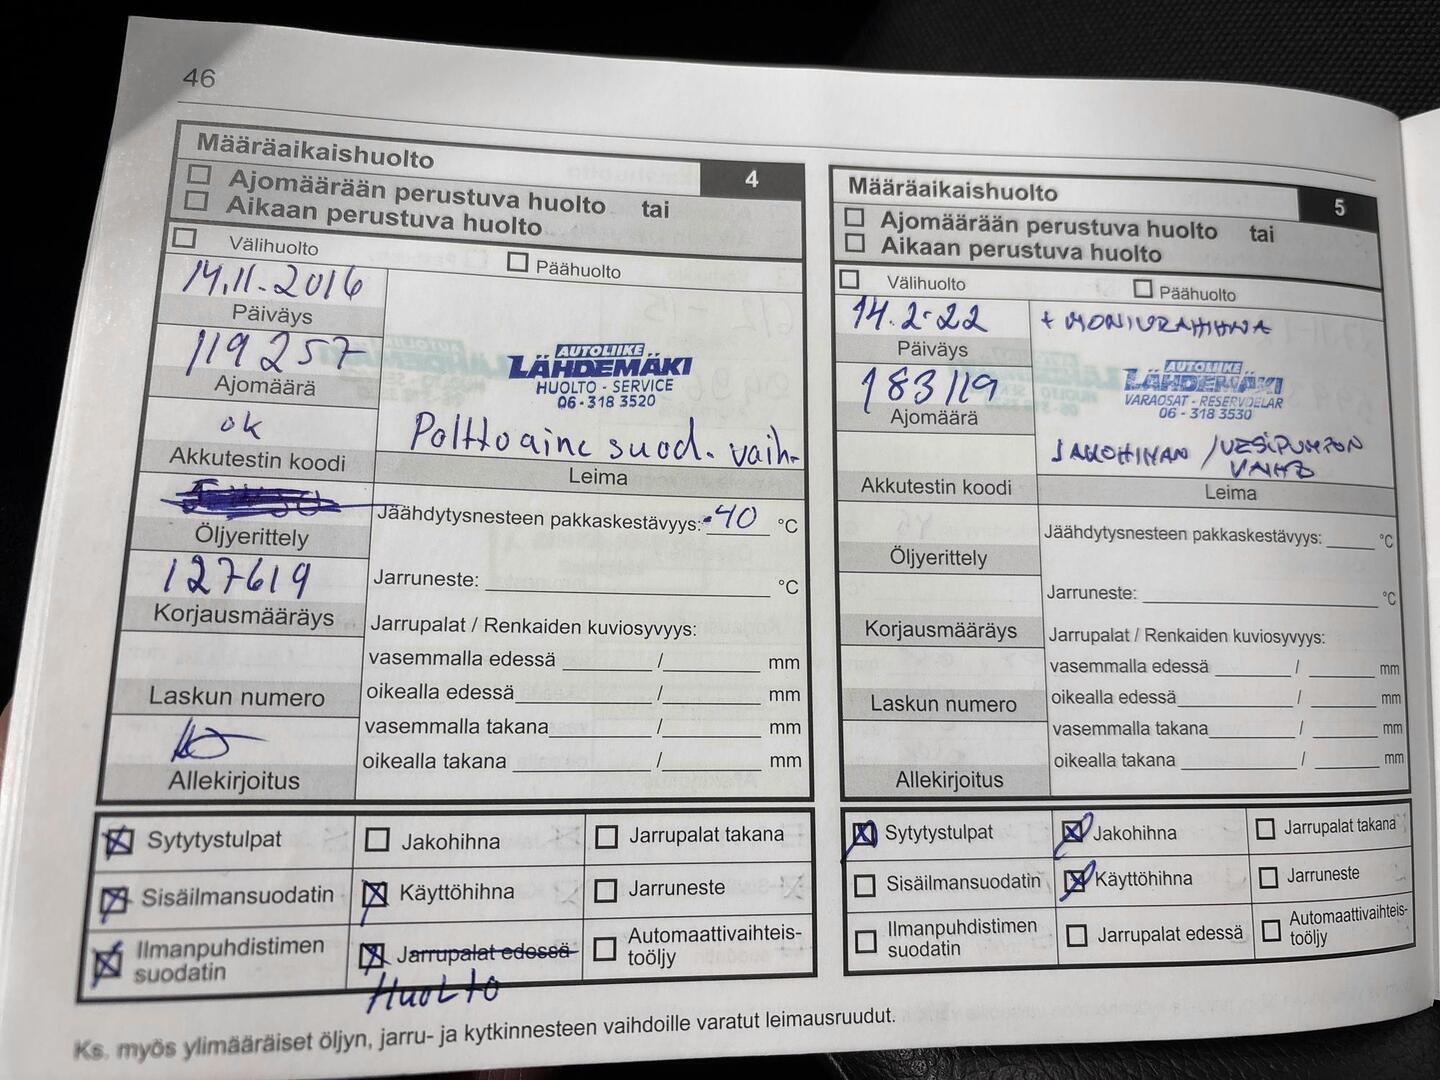 46
Määräaikaishuolto
4
Ajomäärään perustuva huolto tai
Aikaan perustuva huolto
Välihuolto
Päähuolto
14.11.2016
Päiväys
119257
Ajomäärä
ok
Akkutestin koodi
AUTOLIIKE
LÄHDEMÄKI
HUOLTO - SERVICE
06-318 3520
Polttoaine suod. vaih.
Leima
Öljyerittely
127619
Korjausmääräys
Laskun numero
Allekirjoitus
Jäähdytysnesteen pakkaskestävyys: -40 °C
Jarruneste: °C
Jarrupalat / Renkaiden kuviosyvyys:
vasemmalla edessä / mm
oikealla edessä / mm
vasemmalla takana / mm
oikealla takana / mm
Sytytystulpat
Jakohihna
Jarrupalat takana
Sisäilmansuodatin
Käyttöhihna
Jarruneste
Ilmanpuhdistimen
suodatin
Jarrupalat edessä
Huolto
Automaattivaihteis-
toöljy
Määräaikaishuolto
5
Ajomäärään perustuva huolto tai
Aikaan perustuva huolto
Välihuolto
Päähuolto
14.2-22
Päiväys
183119
Ajomäärä
Akkutestin koodi
+ MONIURAHIHNA
AUTOLIIKE
LÄHDEMÄKI
VARAOSAT - RESERVDELAR
06 - 318 3530
JAKOHIHNAN / VESIPUMPUN
VAIHTO
Leima
Öljyerittely
Korjausmääräys
Laskun numero
Allekirjoitus
Jäähdytysnesteen pakkaskestävyys: °C
Jarruneste: °C
Jarrupalat / Renkaiden kuviosyvyys:
vasemmalla edessä / mm
oikealla edessä / mm
vasemmalla takana / mm
oikealla takana / mm
Sytytystulpat
Jakohihna
Jarrupalat takana
Sisäilmansuodatin
Käyttöhihna
Jarruneste
Ilmanpuhdistimen
suodatin
Jarrupalat edessä
Automaattivaihteis-
toöljy
Ks. myös ylimääräiset öljyn, jarru- ja kytkinnesteen vaihdoille varatut leimausruudut.